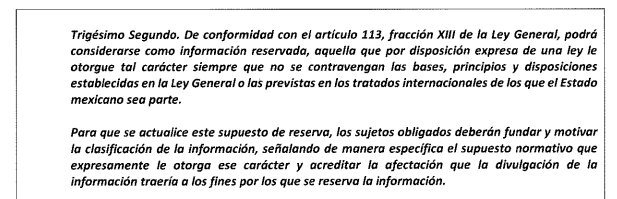 Trigésimo Segundo. De conformidad con el artículo 113, fracción XIII de la Ley General, podrá
considerarse como información reservada, aquella que por disposición expresa de una ley le
otorgue tal carácter siempre que no se contravengan las bases, principios y disposiciones
establecidas en la Ley General o las previstas en los tratados internacionales de los que el Estado
mexicano sea parte.
Para que se actualice este supuesto de reserva, los sujetos obligados deberán fundar y motivar
la clasificación de la información, señalando de manera específica el supuesto normativo que
expresamente le otorga ese carácter y acreditar la afectación que la divulgación de la
información traería a los fines por los que se reserva la información.